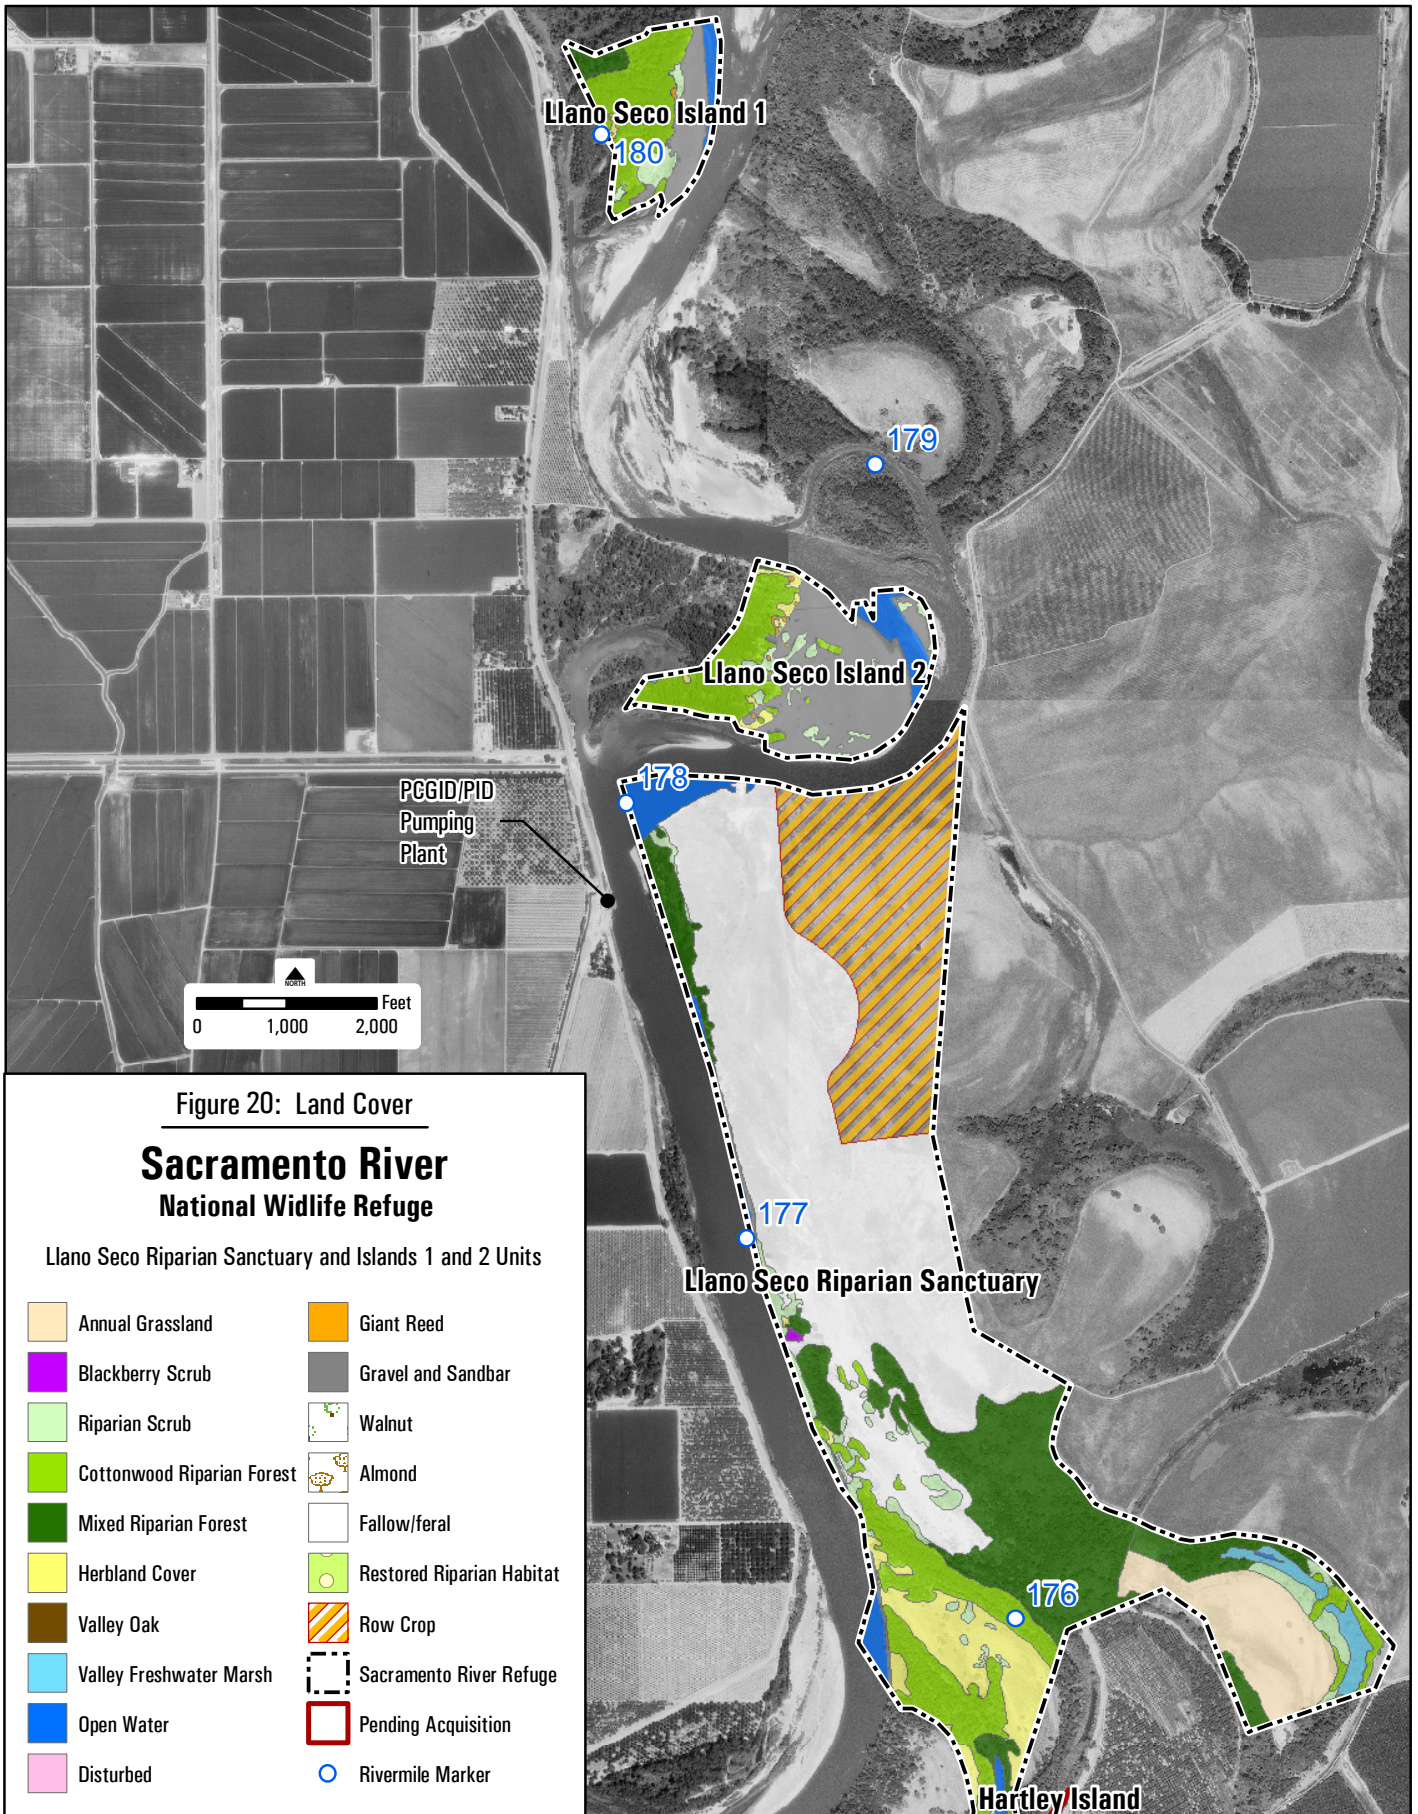 Llano Seco Island 1
180
179
Llano Seco Island 2
178
PCGID/PID
Pumping
Plant
NORTH
Feet
0 1,000 2,000
177
Llano Seco Riparian Sanctuary
176
Hartley Island
Figure 20: Land Cover
Sacramento River
National Widlife Refuge
Llano Seco Riparian Sanctuary and Islands 1 and 2 Units
Annual Grassland
Blackberry Scrub
Riparian Scrub
Cottonwood Riparian Forest
Mixed Riparian Forest
Herbland Cover
Valley Oak
Valley Freshwater Marsh
Open Water
Disturbed
Giant Reed
Gravel and Sandbar
Walnut
Almond
Fallow/feral
Restored Riparian Habitat
Row Crop
Sacramento River Refuge
Pending Acquisition
Rivermile Marker